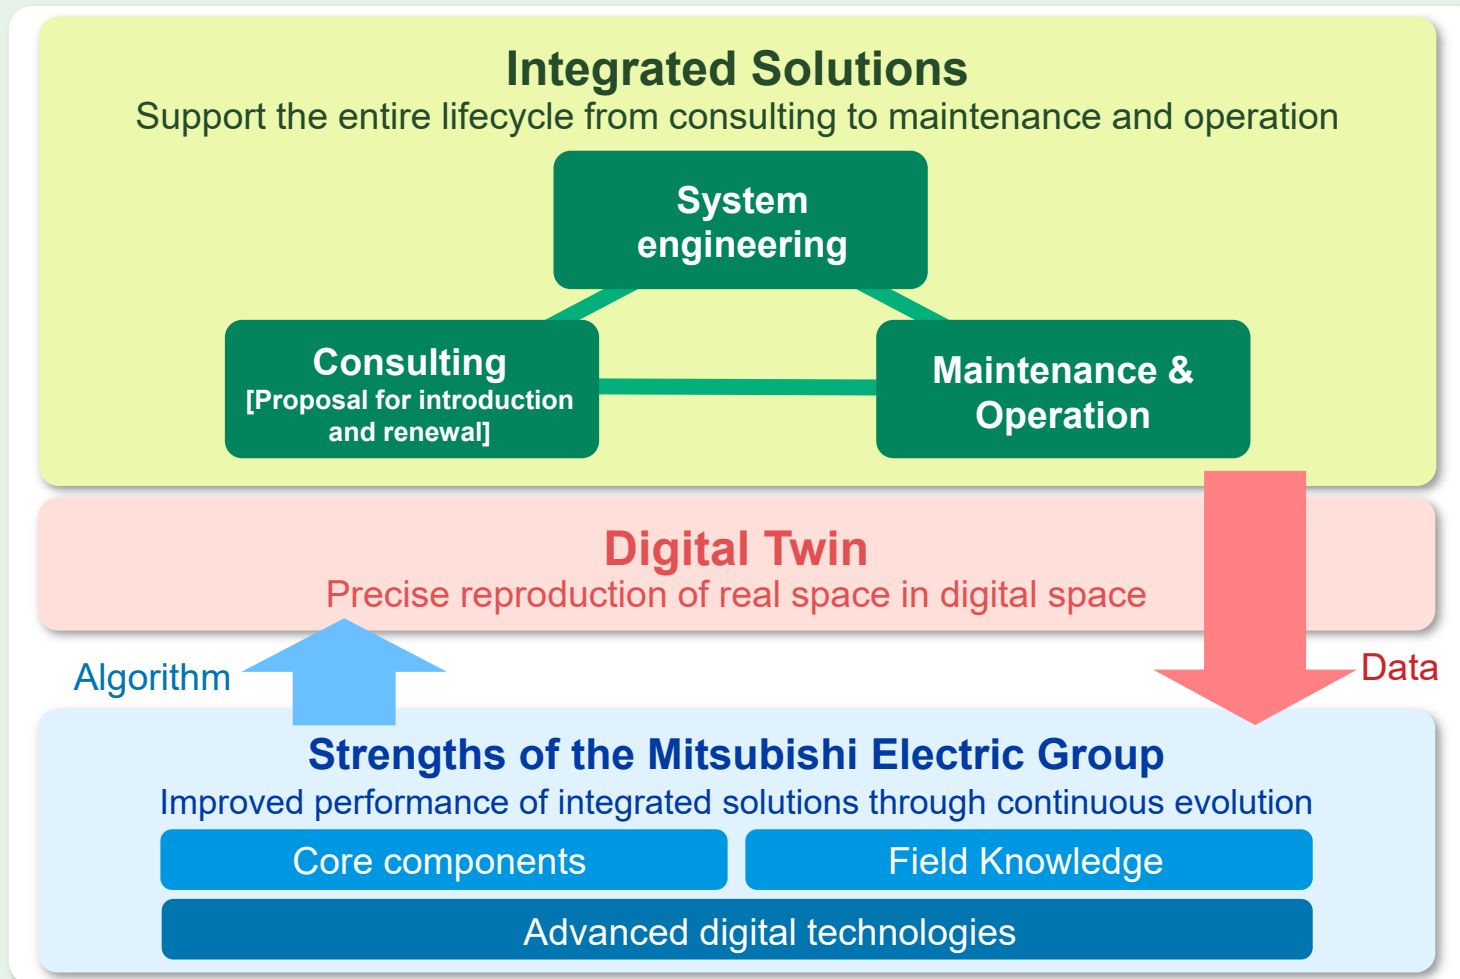 Integrated Solutions
Support the entire lifecycle from consulting to maintenance and operation
System
engineering
Consulting
[Proposal for introduction
and renewal]
Maintenance &
Operation
Digital Twin
Precise reproduction of real space in digital space
Algorithm
Data
Strengths of the Mitsubishi Electric Group
Improved performance of integrated solutions through continuous evolution
Core components
Field Knowledge
Advanced digital technologies